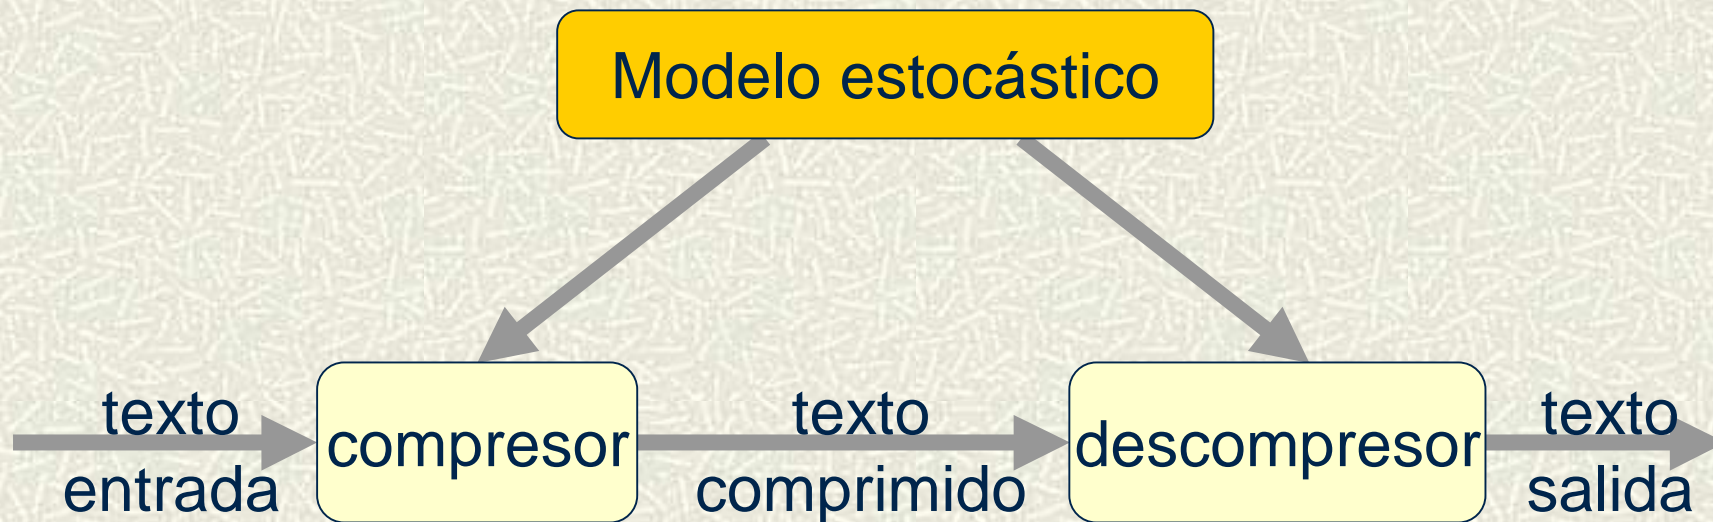 Modelo estocástico
texto
entrada
compresor
texto
comprimido
descompresor
texto
salida